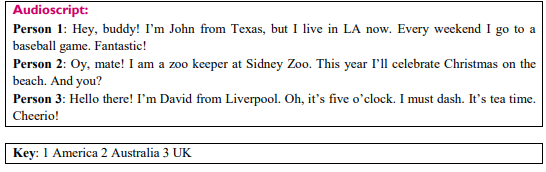 Audioscript:
Person 1: Hey, buddy! I'm John from Texas, but I live in LA now. Every weekend I go to a
baseball game. Fantastic!
Person 2: Oy, mate! I am a zoo keeper at Sidney Zoo. This year I'll celebrate Christmas on the
beach. And you?
Person 3: Hello there! I'm David from Liverpool. Oh, it's five o'clock. I must dash. It's tea time.
Cheerio!
Key: 1 America 2 Australia 3 UK